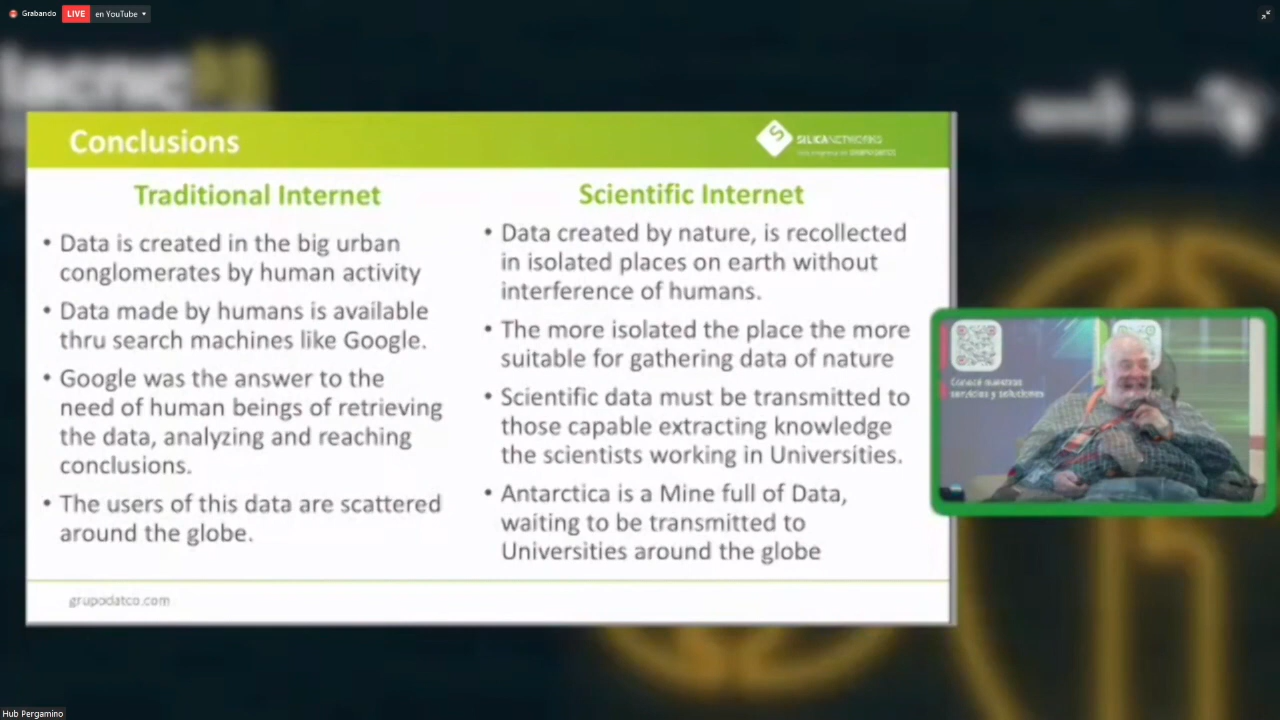 Grabando
LIVE
en YouTube
Conclusions
SILICANETWORKS
Traditional Internet
• Data is created in the big urban
conglomerates by human activity
• Data made by humans is available
thru search machines like Google.
• Google was the answer to the
need of human beings of retrieving
the data, analyzing and reaching
conclusions.
• The users of this data are scattered
around the globe.
Scientific Internet
• Data created by nature, is recollected
in isolated places on earth without
interference of humans.
• The more isolated the place the more
suitable for gathering data of nature
• Scientific data must be transmitted to
those capable extracting knowledge
the scientists working in Universities.
• Antarctica is a Mine full of Data,
waiting to be transmitted to
Universities around the globe
grupodatco.com
Conocé nuestros
servicios y soluciones
Hub Pergamino